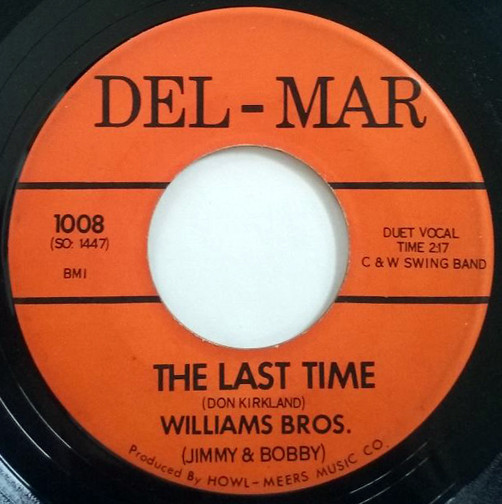 DEL-MAR
1008
(SO: 1447)
BMI
DUET VOCAL
TIME 2:17
C & W SWING BAND
THE LAST TIME
(DON KIRKLAND)
WILLIAMS BROS.
(JIMMY & BOBBY)
Produced By HOWL-MEERS MUSIC CO.